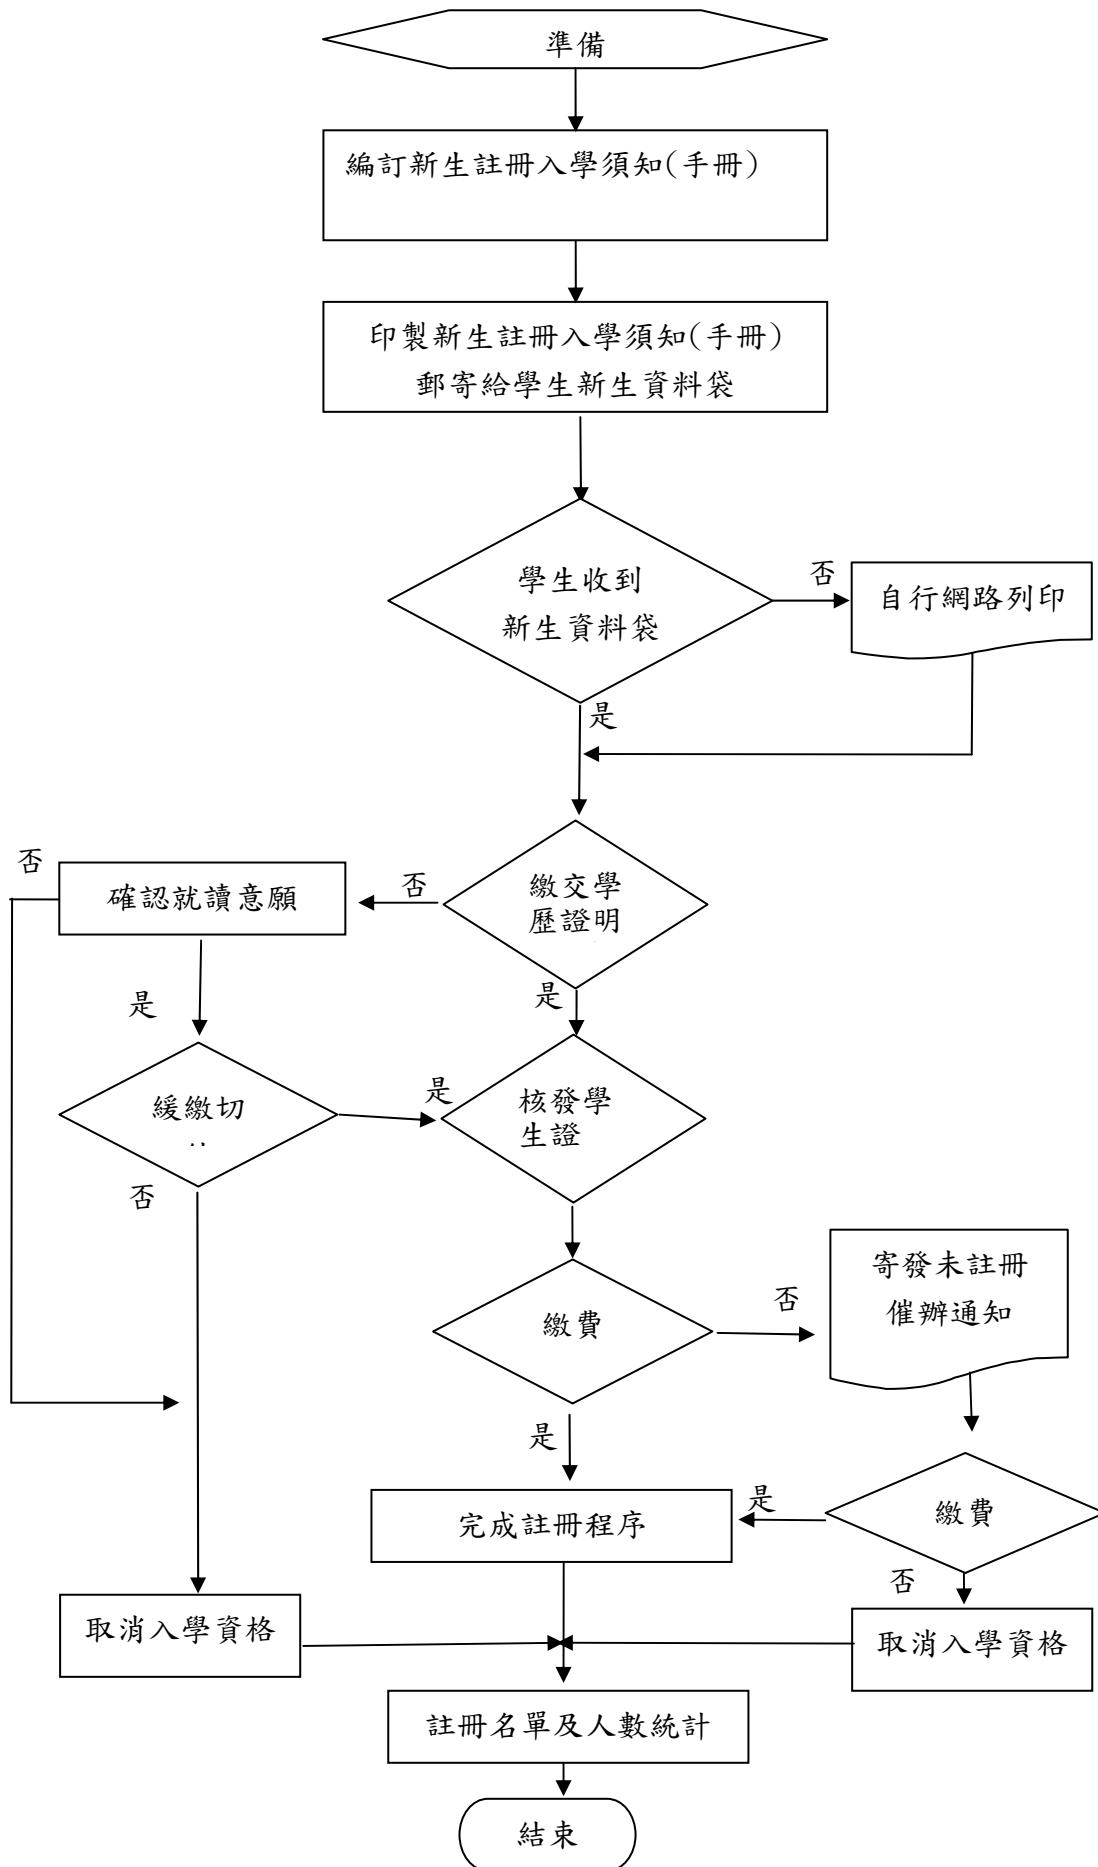 準備
編訂新生註冊入學須知(手冊)
印製新生註冊入學須知(手冊)
郵寄給學生新生資料袋
學生收到
新生資料袋
否
自行網路列印
是
否
確認就讀意願
否
繳交學
歷證明
是
是
緩繳切
是
核發學
生證
否
繳費
否
寄發未註冊
催辦通知
是
完成註冊程序
是
繳費
否
取消入學資格
取消入學資格
註冊名單及人數統計
結束